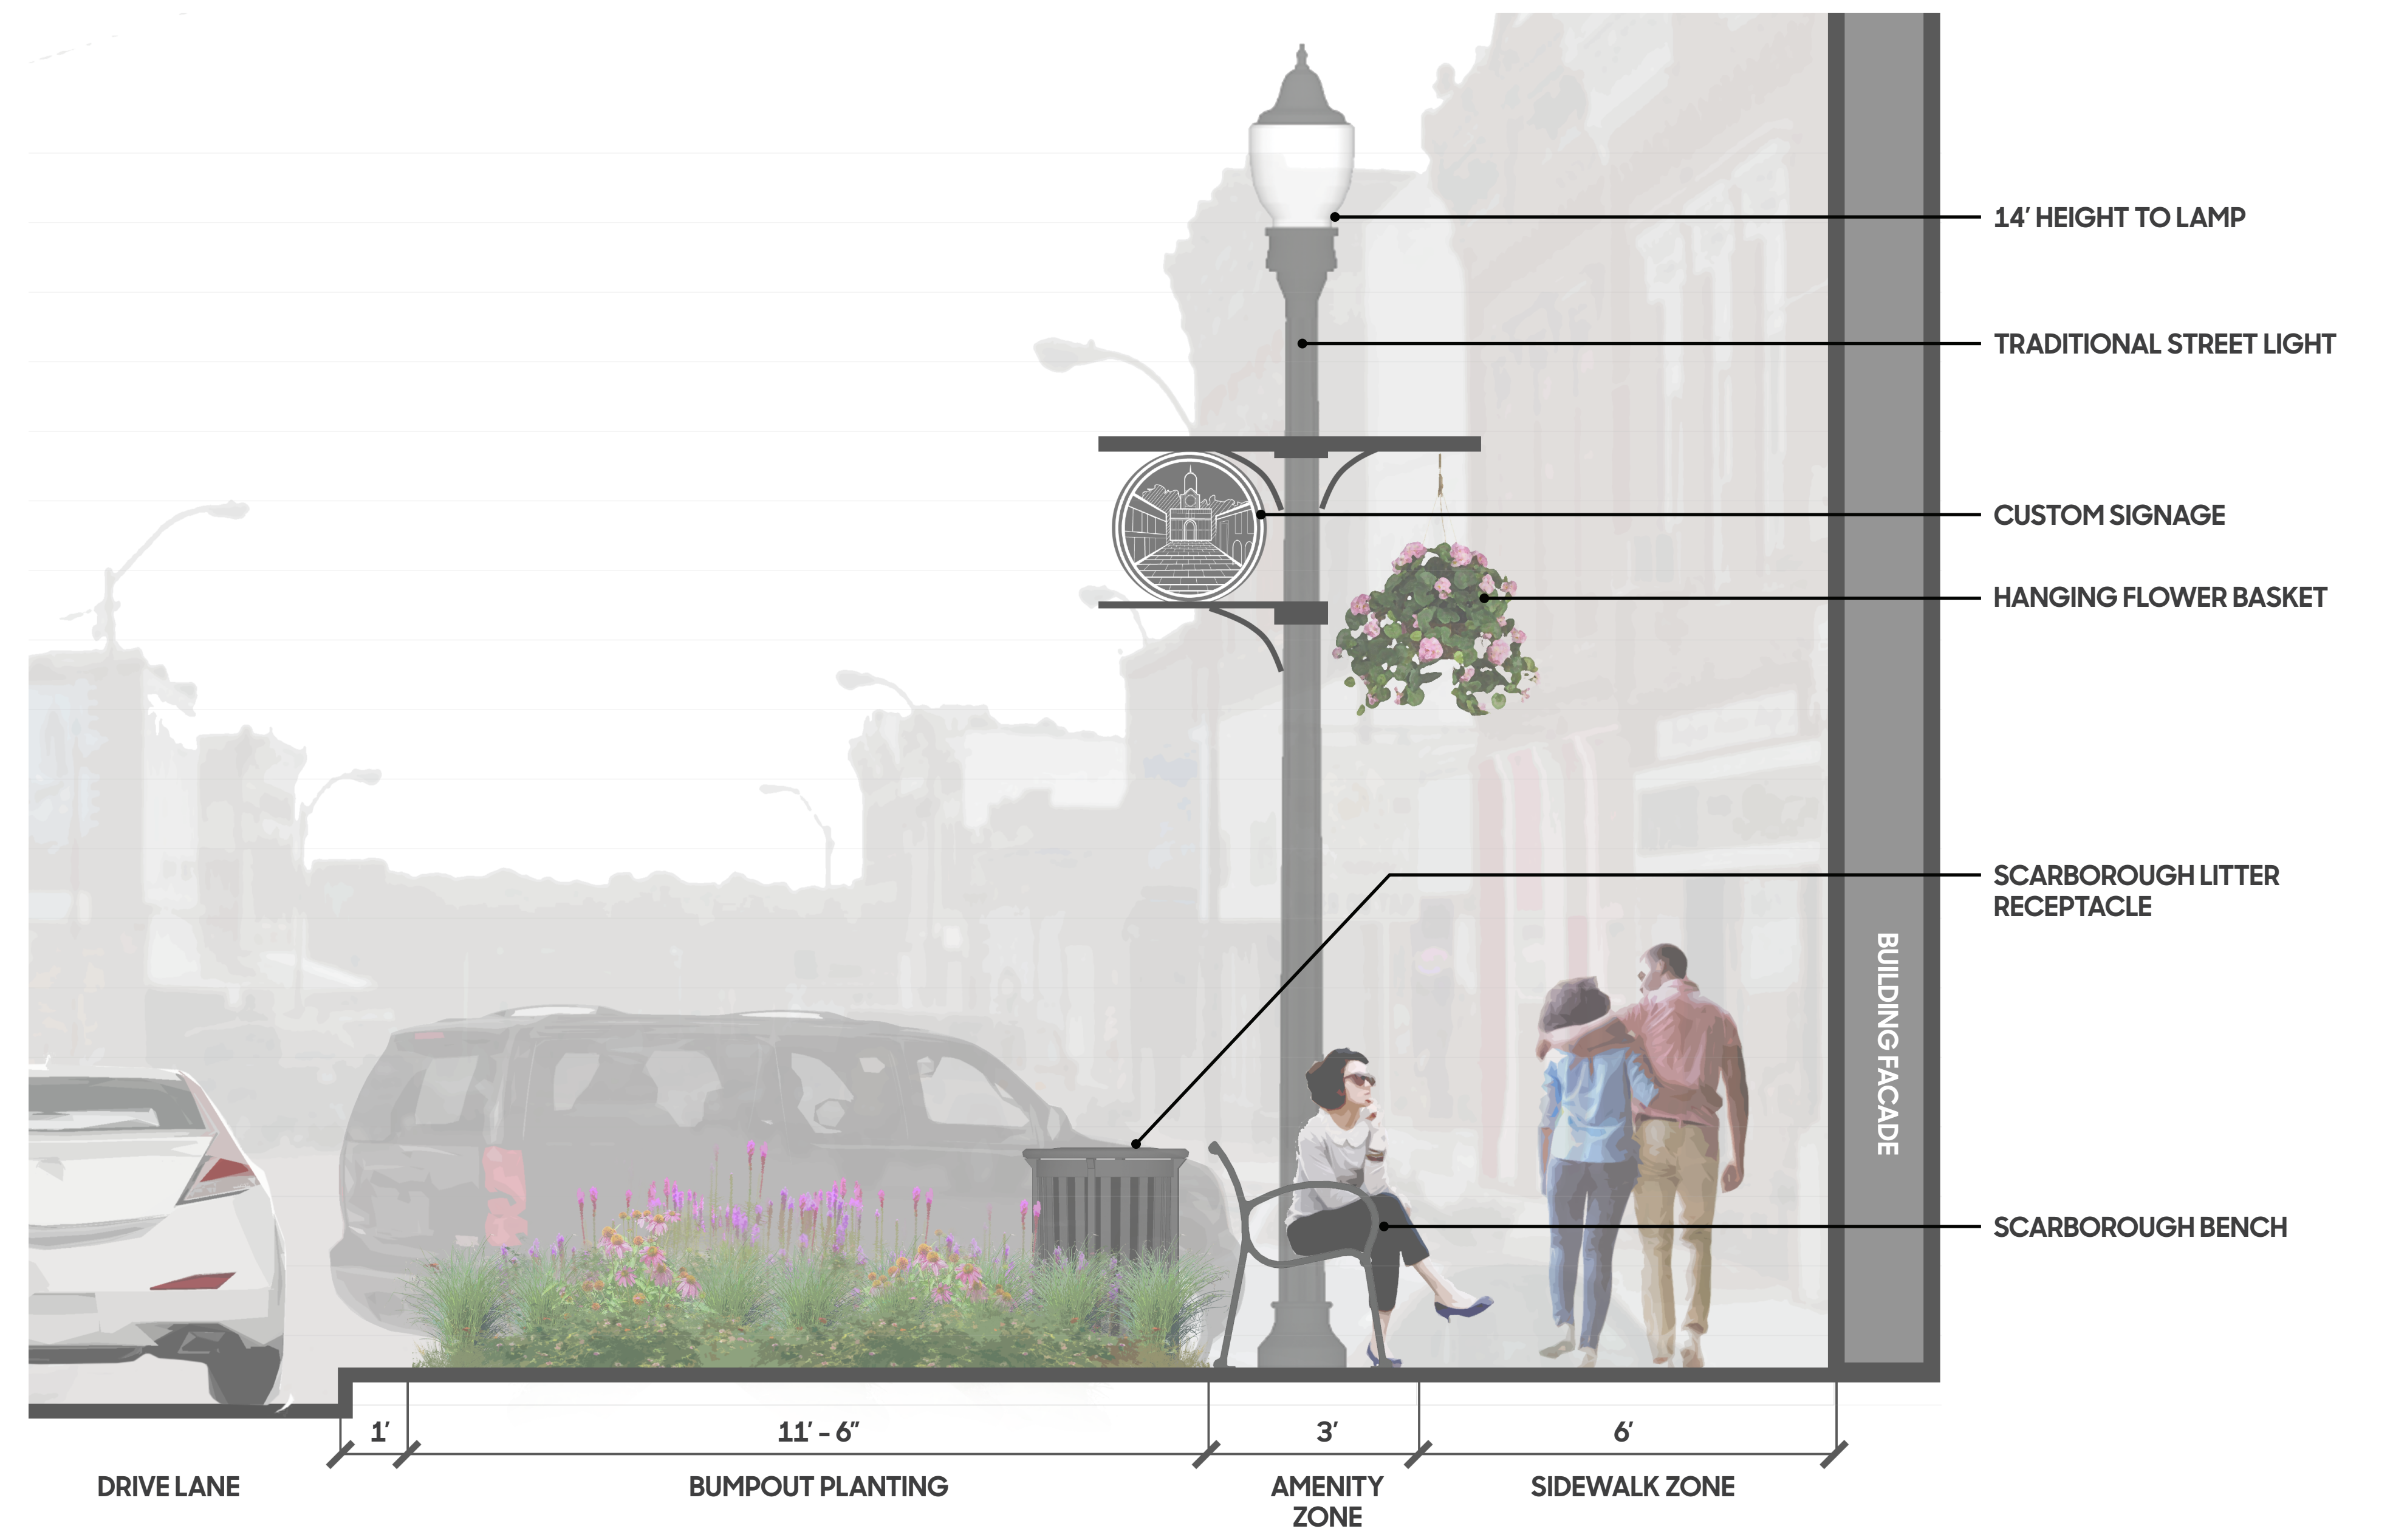 14' HEIGHT TO LAMP
TRADITIONAL STREET LIGHT
CUSTOM SIGNAGE
HANGING FLOWER BASKET
SCARBOROUGH LITTER
RECEPTACLE
BUILDING FACADE
SCARBOROUGH BENCH
1'
11' - 6"
3'
6'
DRIVE LANE
BUMPOUT PLANTING
AMENITY
ZONE
SIDEWALK ZONE